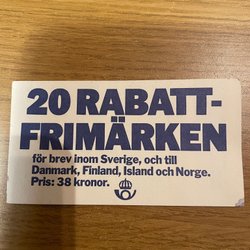 20 RABATT-
FRIMÄRKEN
för brev inom Sverige, och till
Danmark, Finland, Island och Norge.
Pris: 38 kronor.